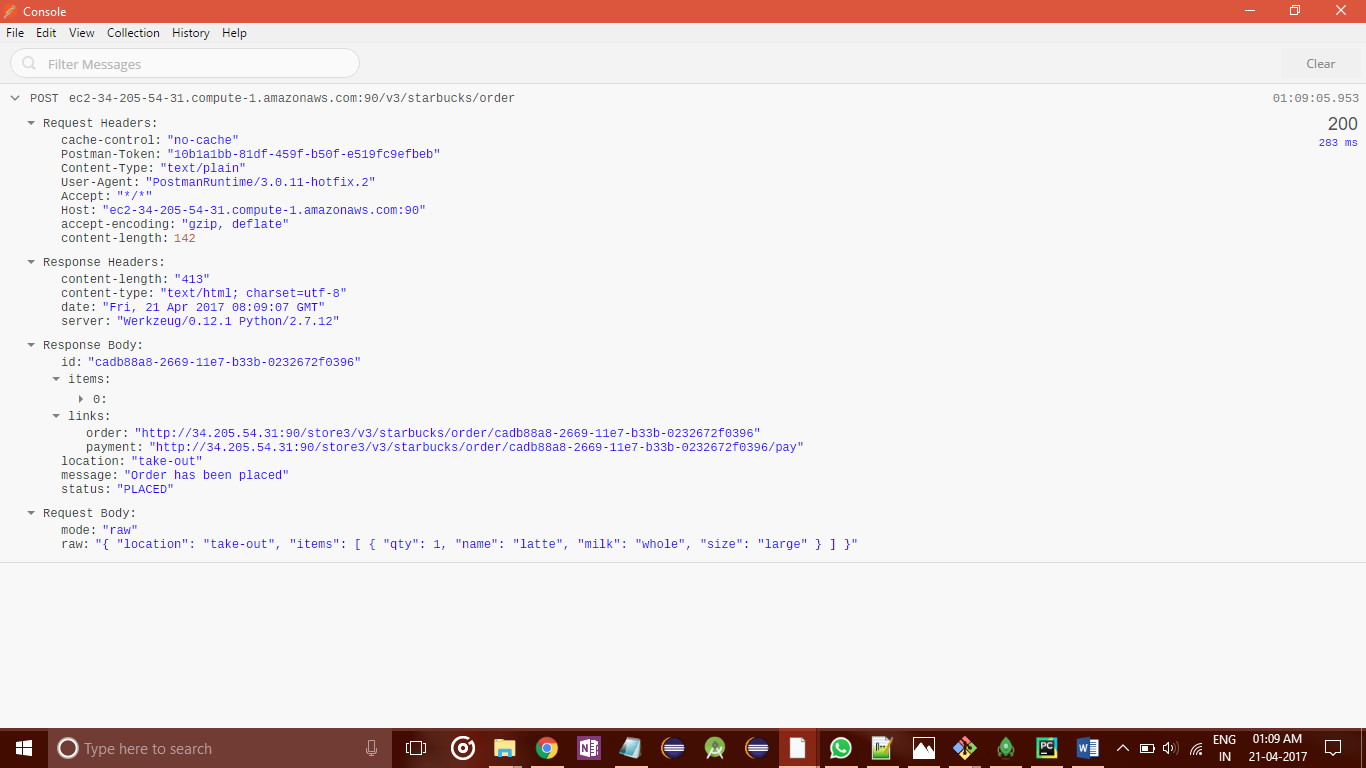 Console
File Edit View Collection History Help
Filter Messages
Clear
POST ec2-34-205-54-31.compute-1.amazonaws.com:90/v3/starbucks/order
01:09:05.953
Request Headers:
200
283 ms
cache-control: "no-cache"
Postman-Token: "10b1a1bb-81df-459f-b50f-e519fc9efbeb"
Content-Type: "text/plain"
User-Agent: "PostmanRuntime/3.0.11-hotfix.2"
Accept: "*/*"
Host: "ec2-34-205-54-31.compute-1.amazonaws.com:90"
accept-encoding: "gzip, deflate"
content-length: 142
Response Headers:
content-length: "413"
content-type: "text/html; charset=utf-8"
date: "Fri, 21 Apr 2017 08:09:07 GMT"
server: "Werkzeug/0.12.1 Python/2.7.12"
Response Body:
id: "cadb88a8-2669-11e7-b33b-0232672f0396"
items:
0:
links:
order: "http://34.205.54.31:90/store3/v3/starbucks/order/cadb88a8-2669-11e7-b33b-0232672f0396"
payment: "http://34.205.54.31:90/store3/v3/starbucks/order/cadb88a8-2669-11e7-b33b-0232672f0396/pay"
location: "take-out"
message: "Order has been placed"
status: "PLACED"
Request Body:
mode: "raw"
raw: "{ "location": "take-out", "items": [ { "qty": 1, "name": "latte", "milk": "whole", "size": "large" } ] }"
Type here to search
N
PC
W
ENG
IN
01:09 AM
21-04-2017